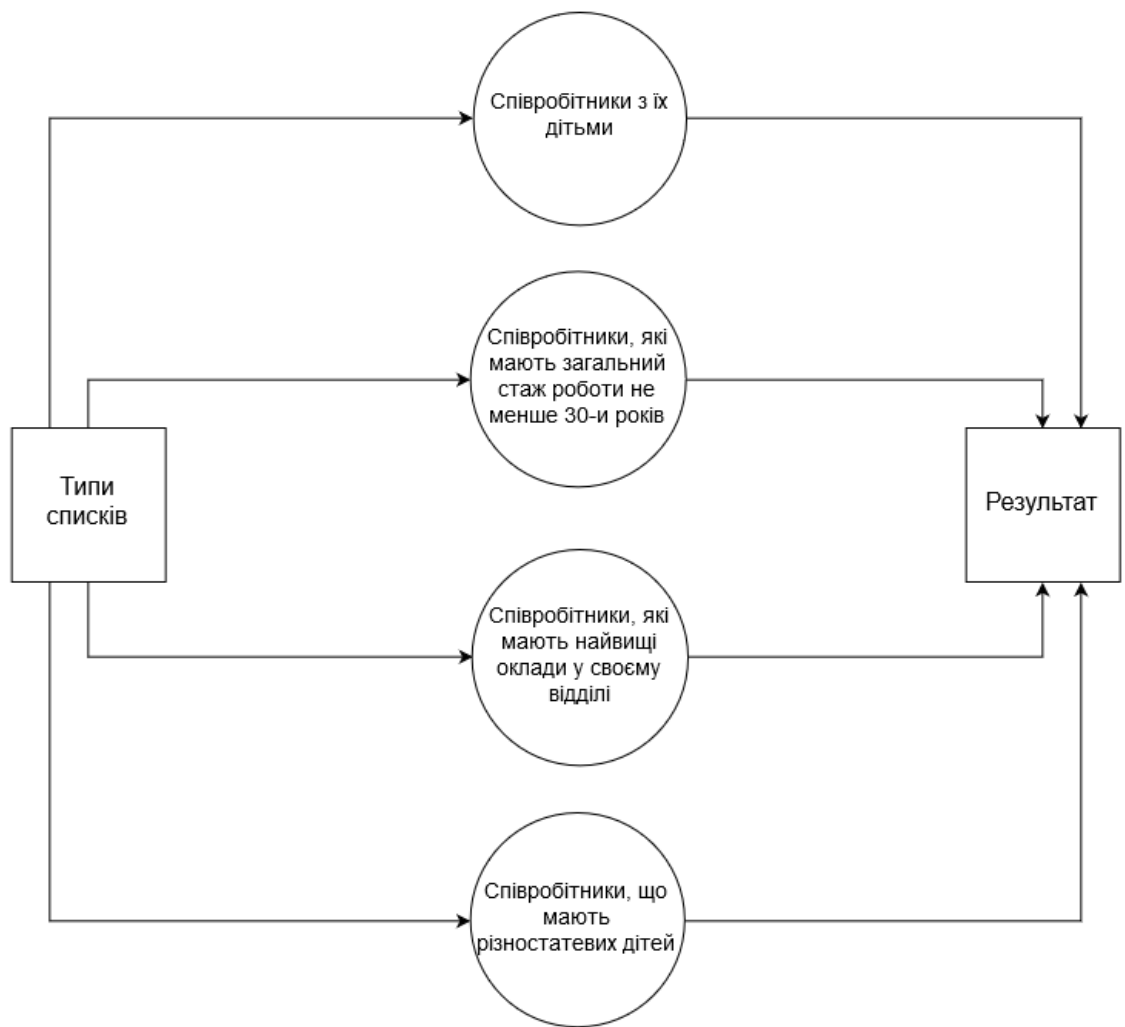 Співробітники з їх
дітьми
Співробітники, які
мають загальний
стаж роботи не
менше 30-и років
Типи
списків
Результат
Співробітники, які
мають найвищі
оклади у своєму
відділі
Співробітники, що
мають
різностатевих дітей